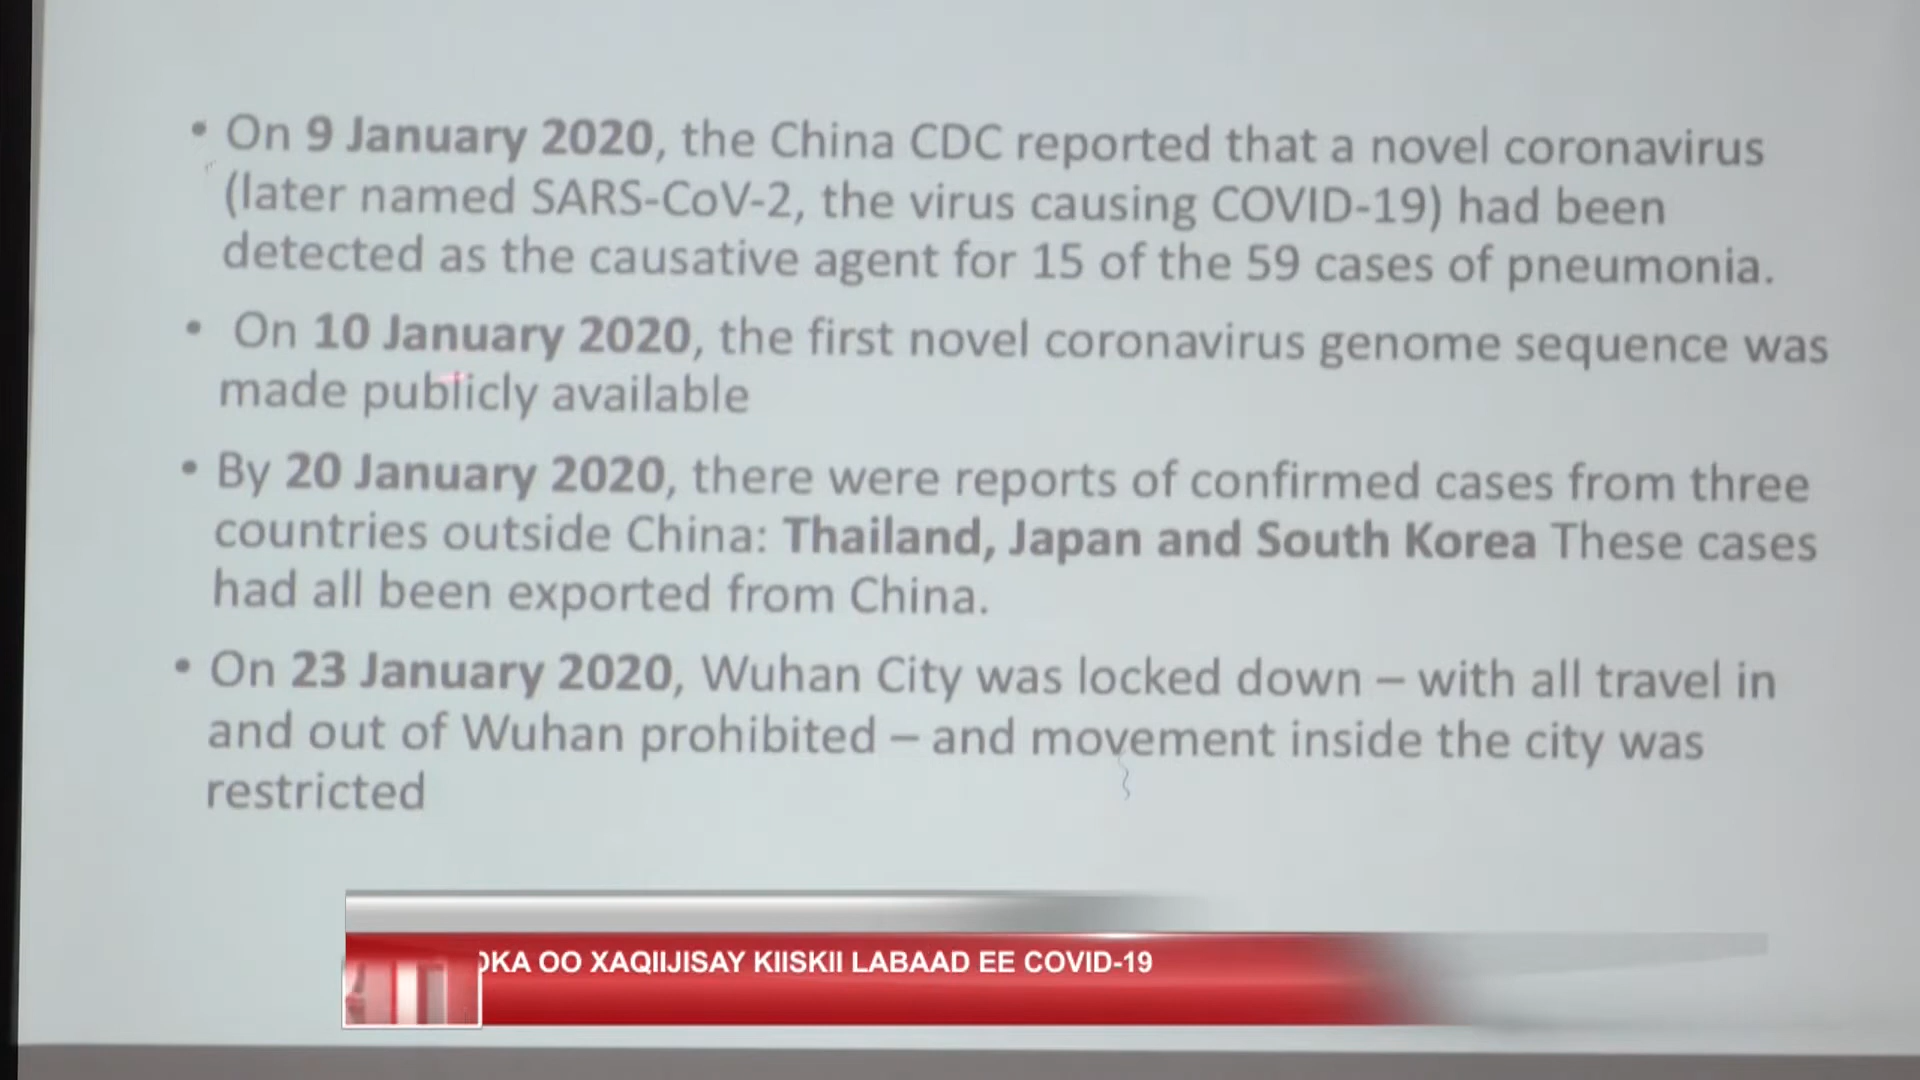 • On 9 January 2020, the China CDC reported that a novel coronavirus
(later named SARS-CoV-2, the virus causing COVID-19) had been
detected as the causative agent for 15 of the 59 cases of pneumonia.
• On 10 January 2020, the first novel coronavirus genome sequence was
made publicly available
• By 20 January 2020, there were reports of confirmed cases from three
countries outside China: Thailand, Japan and South Korea These cases
had all been exported from China.
• On 23 January 2020, Wuhan City was locked down – with all travel in
and out of Wuhan prohibited – and movement inside the city was
restricted
OO XAQIIJISAY KIISKII LABAAD EE COVID-19